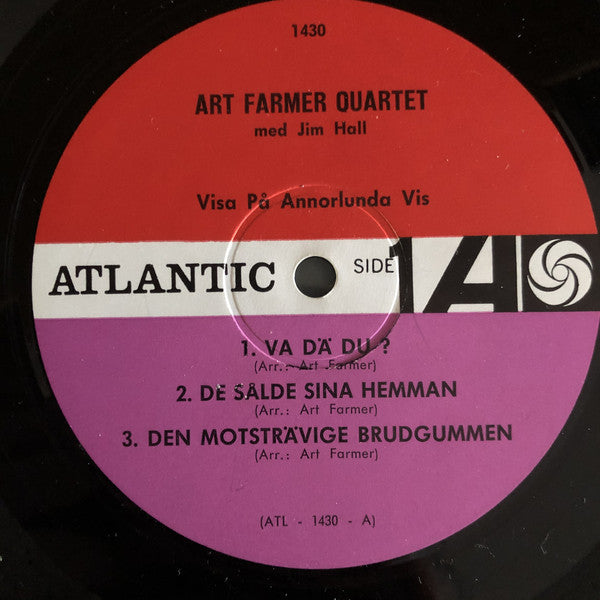 1430
ART FARMER QUARTET
med Jim Hall
Visa På Annorlunda Vis
ATLANTIC SIDE 1 A
1. VA DÄ DU ?
(Arr.: Art Farmer)
2. DE SÅLDE SINA HEMMAN
(Arr.: Art Farmer)
3. DEN MOTSTRÄVIGE BRUDGUMMEN
(Arr.: Art Farmer)
(ATL - 1430 - A)